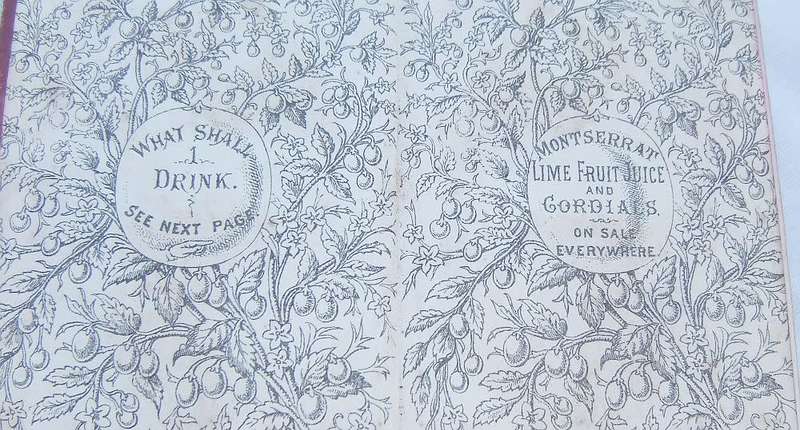 WHAT SHALL
I
DRINK.
SEE NEXT PAGE.
MONTSERRAT
LIME FRUIT JUICE
AND
CORDIALS.
ON SALE
EVERYWHERE.